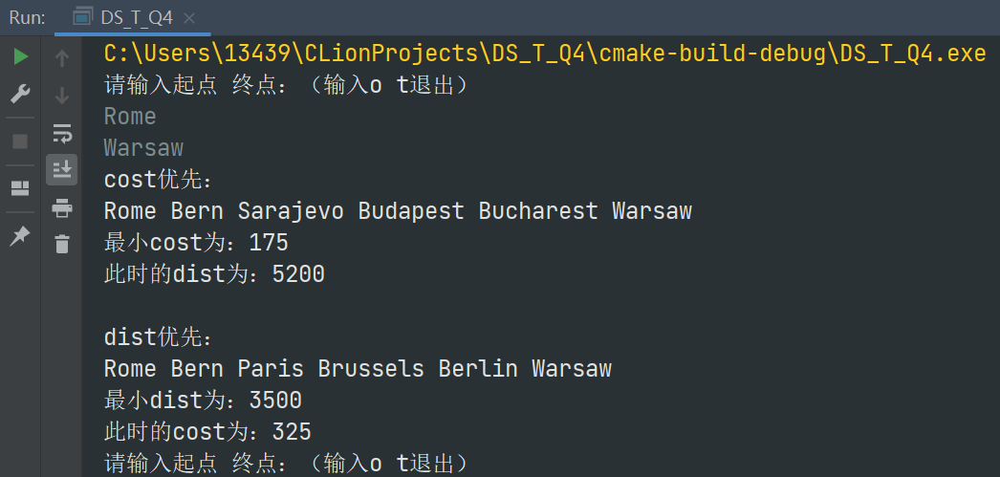 Run: DS_T_Q4
C:\Users\13439\CLionProjects\DS_T_Q4\cmake-build-debug\DS_T_Q4.exe
请输入起点 终点：（输入o t退出）
Rome
Warsaw
cost优先：
Rome Bern Sarajevo Budapest Bucharest Warsaw
最小cost为：175
此时的dist为：5200
dist优先：
Rome Bern Paris Brussels Berlin Warsaw
最小dist为：3500
此时的cost为：325
请输入起点 终点：（输入o t退出）